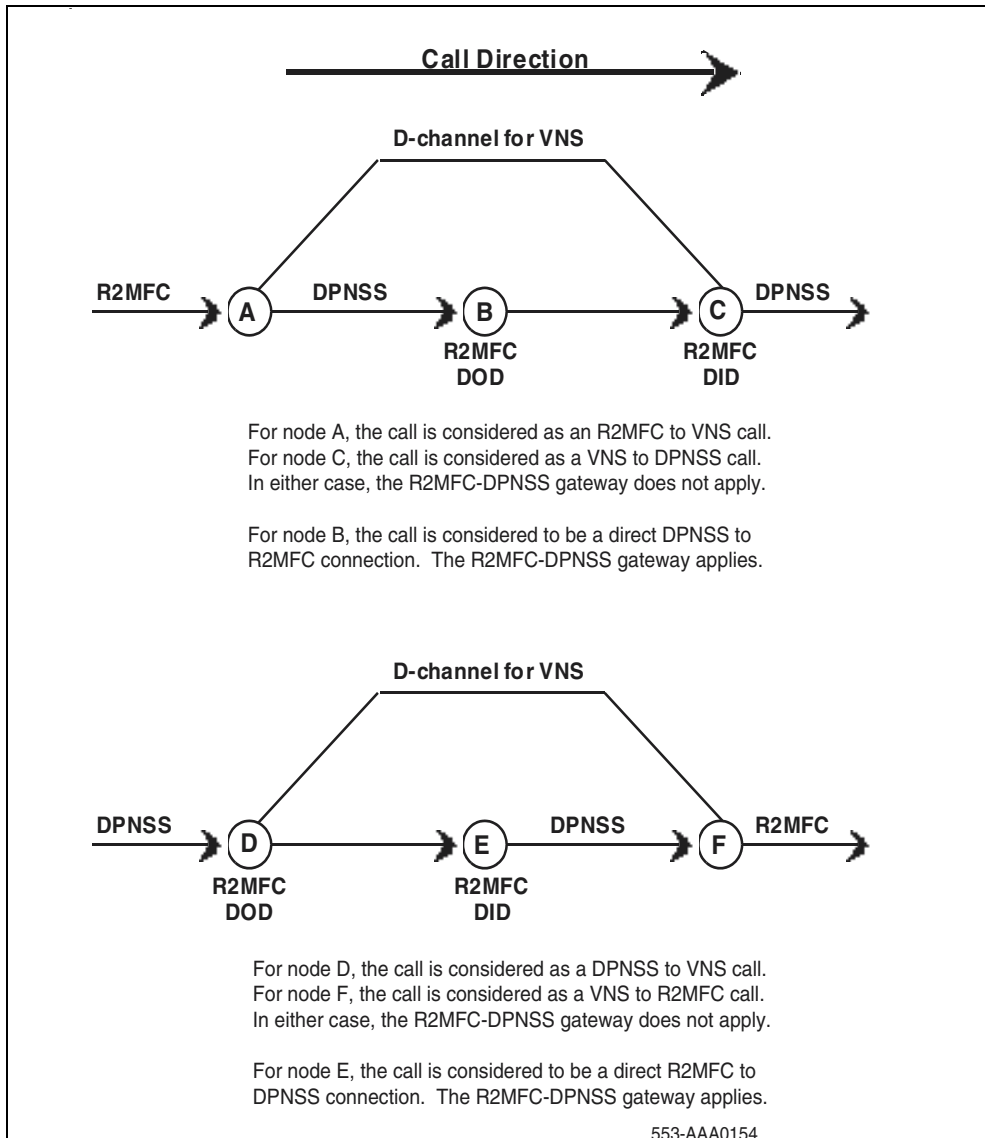 Call Direction
D-channel for VNS
R2MFC
A
DPNSS
B
C
DPNSS
R2MFC
DOD
R2MFC
DID
For node A, the call is considered as an R2MFC to VNS call.
For node C, the call is considered as a VNS to DPNSS call.
In either case, the R2MFC-DPNSS gateway does not apply.
For node B, the call is considered to be a direct DPNSS to
R2MFC connection.  The R2MFC-DPNSS gateway applies.
D-channel for VNS
DPNSS
D
E
DPNSS
F
R2MFC
R2MFC
DOD
R2MFC
DID
For node D, the call is considered as a DPNSS to VNS call.
For node F, the call is considered as a VNS to R2MFC call.
In either case, the R2MFC-DPNSS gateway does not apply.
For node E, the call is considered to be a direct R2MFC to
DPNSS connection.  The R2MFC-DPNSS gateway applies.
553-AAA0154